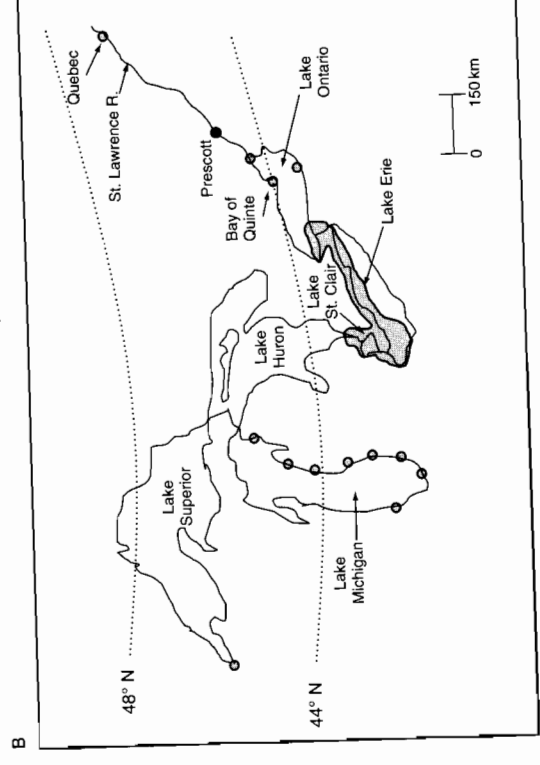 B
48° N
44° N
Lake
Superior
Lake
Michigan
Lake
Huron
Lake
St. Clair
Lake Erie
Bay of
Quinte
Prescott
Lake
Ontario
St. Lawrence R.
Quebec
0
150 km